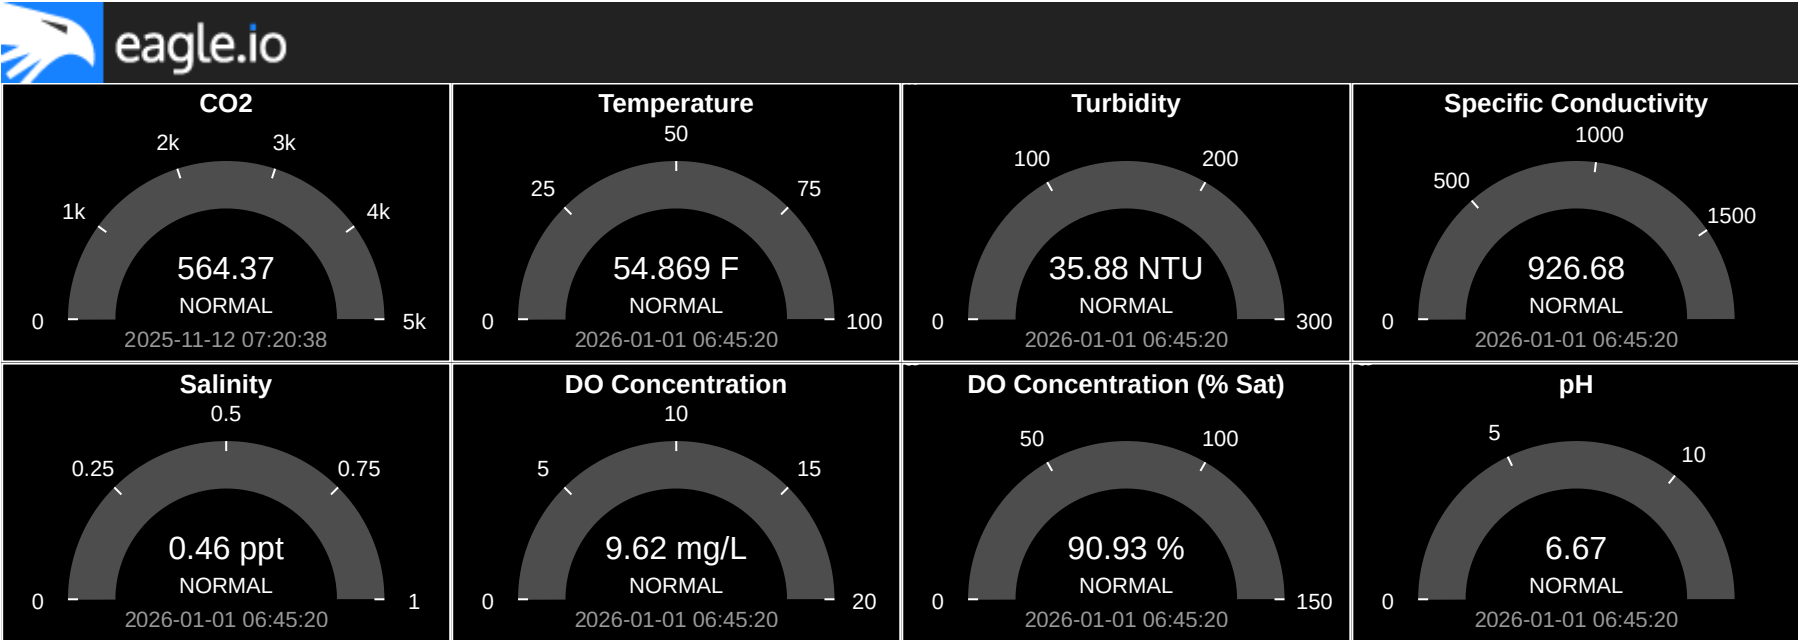 eagle.io
CO2
2k
3k
1k
4k
564.37
NORMAL
0
5k
2025-11-12 07:20:38
Temperature
50
25
75
54.869 F
NORMAL
0
100
2026-01-01 06:45:20
Turbidity
100
200
35.88 NTU
NORMAL
0
300
2026-01-01 06:45:20
Specific Conductivity
1000
500
1500
926.68
NORMAL
0
2026-01-01 06:45:20
Salinity
0.5
0.25
0.75
0.46 ppt
NORMAL
0
1
2026-01-01 06:45:20
DO Concentration
10
5
15
9.62 mg/L
NORMAL
0
20
2026-01-01 06:45:20
DO Concentration (% Sat)
50
100
90.93 %
NORMAL
0
150
2026-01-01 06:45:20
pH
5
10
6.67
NORMAL
0
2026-01-01 06:45:20